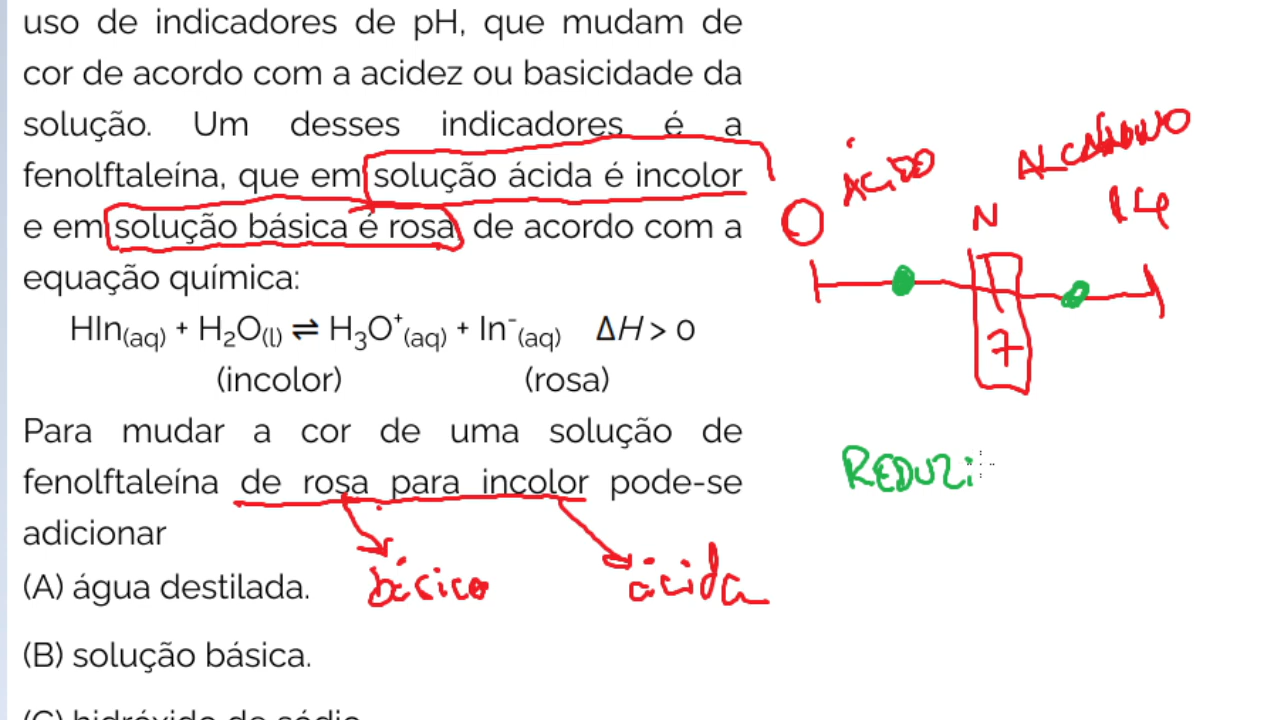 uso de indicadores de pH, que mudam de
cor de acordo com a acidez ou basicidade da
solução. Um desses indicadores é a
fenolftaleína, que em solução ácida é incolor
e em solução básica é rosa, de acordo com a
equação química:
HIn(aq) + H₂O(l) ⇌ H₃O⁺(aq) + In⁻(aq) ΔH > 0
(incolor) (rosa)
Para mudar a cor de uma solução de
fenolftaleína de rosa para incolor pode-se
adicionar
(A) água destilada.
básico ácida
(B) solução básica.
(C) hidróxido de sódio.
ÁCIDO
ALCALINO
0 N 14
7
REDUZi